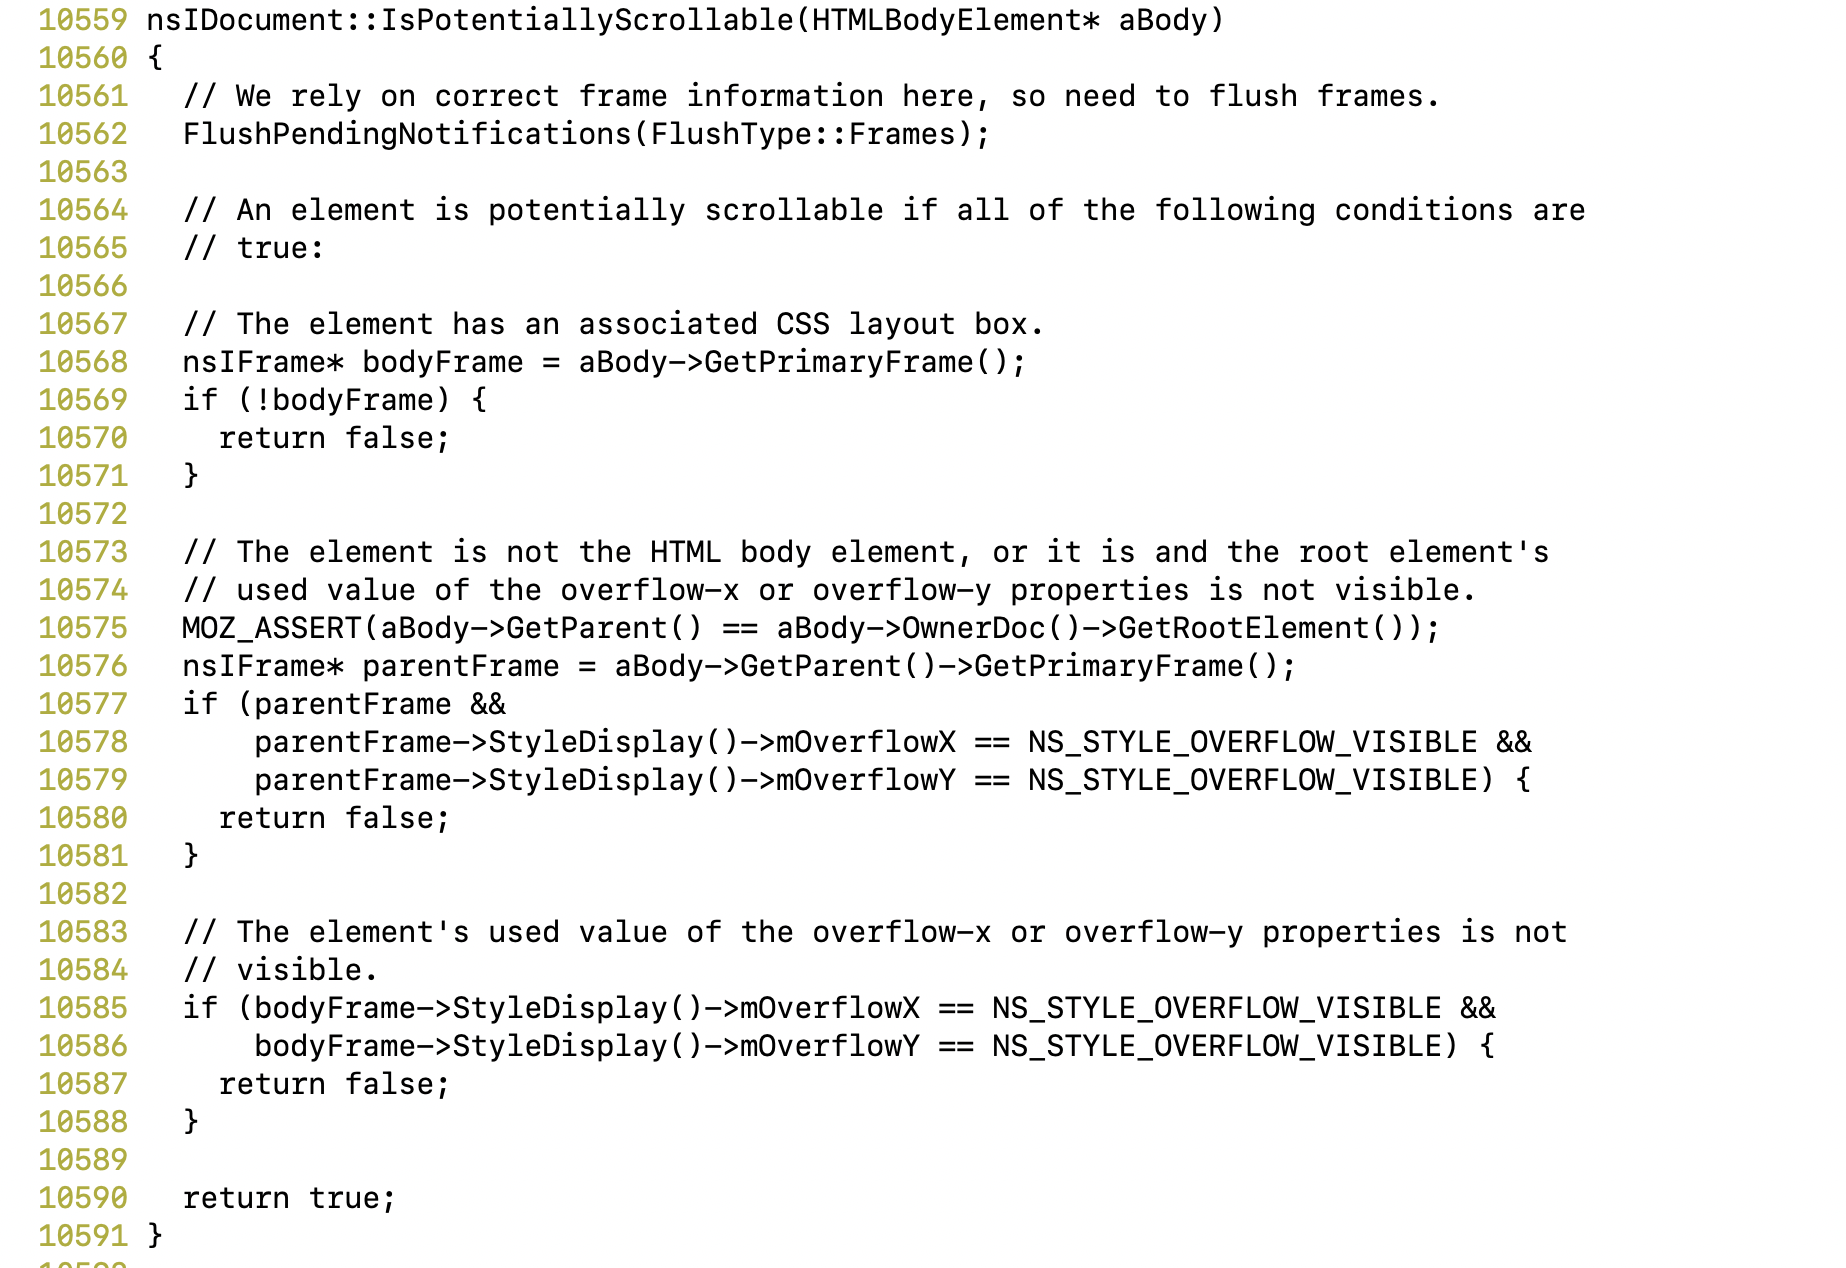 10559 nsIDocument::IsPotentiallyScrollable(HTMLBodyElement* aBody)
10560 {
10561   // We rely on correct frame information here, so need to flush frames.
10562   FlushPendingNotifications(FlushType::Frames);
10563
10564   // An element is potentially scrollable if all of the following conditions are
10565   // true:
10566
10567   // The element has an associated CSS layout box.
10568   nsIFrame* bodyFrame = aBody->GetPrimaryFrame();
10569   if (!bodyFrame) {
10570     return false;
10571   }
10572
10573   // The element is not the HTML body element, or it is and the root element's
10574   // used value of the overflow-x or overflow-y properties is not visible.
10575   MOZ_ASSERT(aBody->GetParent() == aBody->OwnerDoc()->GetRootElement());
10576   nsIFrame* parentFrame = aBody->GetParent()->GetPrimaryFrame();
10577   if (parentFrame &&
10578       parentFrame->StyleDisplay()->mOverflowX == NS_STYLE_OVERFLOW_VISIBLE &&
10579       parentFrame->StyleDisplay()->mOverflowY == NS_STYLE_OVERFLOW_VISIBLE) {
10580     return false;
10581   }
10582
10583   // The element's used value of the overflow-x or overflow-y properties is not
10584   // visible.
10585   if (bodyFrame->StyleDisplay()->mOverflowX == NS_STYLE_OVERFLOW_VISIBLE &&
10586       bodyFrame->StyleDisplay()->mOverflowY == NS_STYLE_OVERFLOW_VISIBLE) {
10587     return false;
10588   }
10589
10590   return true;
10591 }